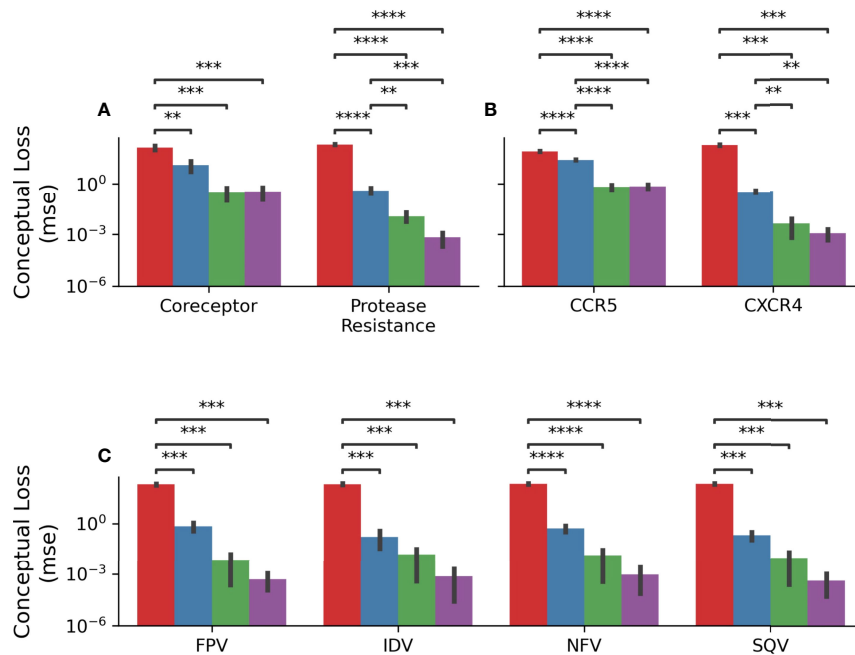 **** **** ***
**** **** **** ***
*** *** **** **
A *** ** B **** **
** **** **** ***
Conceptual Loss
(mse)
10^0
10^-3
10^-6
Coreceptor Protease
Resistance CCR5 CXCR4
*** *** **** ***
*** *** **** ***
C *** *** **** ***
Conceptual Loss
(mse)
10^0
10^-3
10^-6
FPV IDV NFV SQV